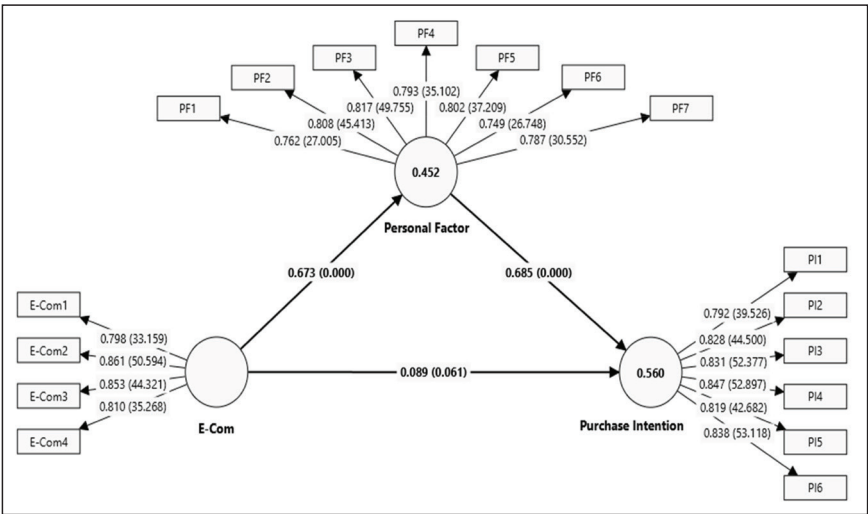 PF4
PF3
PF5
PF2
PF6
PF1
PF7
0.793 (35.102)
0.817 (49.755)
0.802 (37.209)
0.808 (45.413)
0.749 (26.748)
0.762 (27.005)
0.787 (30.552)
0.452
Personal Factor
0.673 (0.000)
0.685 (0.000)
E-Com1
E-Com2
E-Com3
E-Com4
0.798 (33.159)
0.861 (50.594)
0.853 (44.321)
0.810 (35.268)
E-Com
0.089 (0.061)
0.560
Purchase Intention
0.792 (39.526)
0.828 (44.500)
0.831 (52.377)
0.847 (52.897)
0.819 (42.682)
0.838 (53.118)
PI1
PI2
PI3
PI4
PI5
PI6